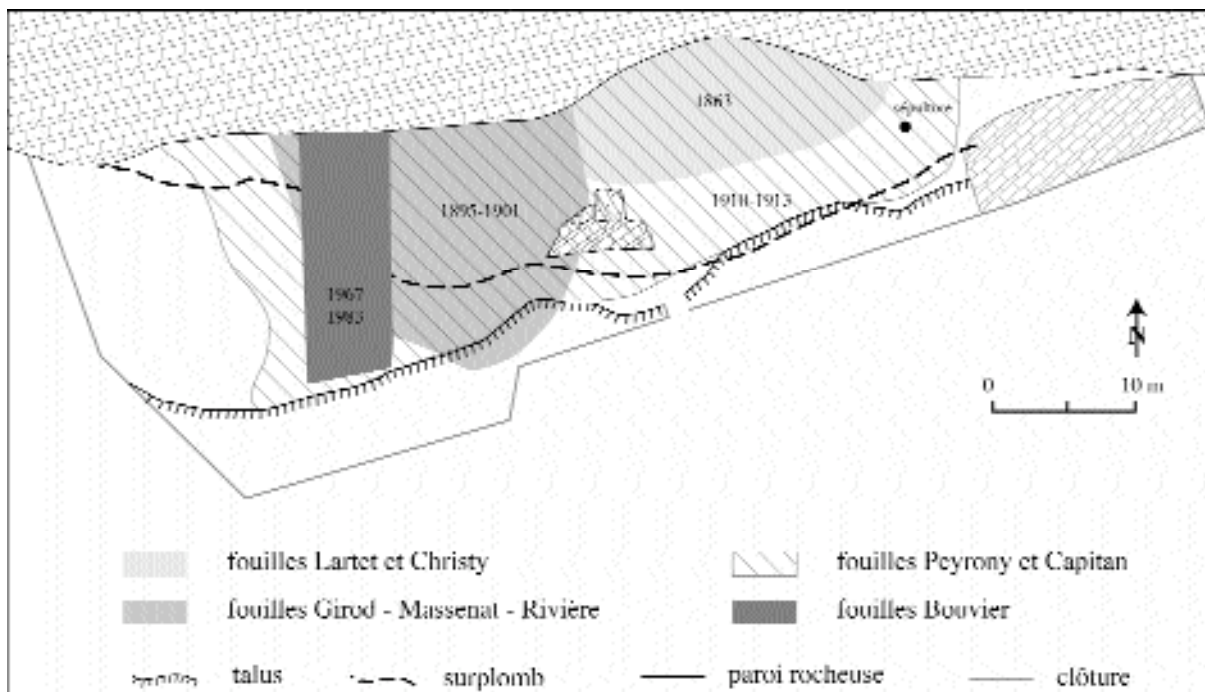 1863
sépulture
1895-1901
1910-1913
1967
1983
N
0 10 m
fouilles Lartet et Christy
fouilles Peyrony et Capitan
fouilles Girod - Massenat - Rivière
fouilles Bouvier
talus
surplomb
paroi rocheuse
clôture